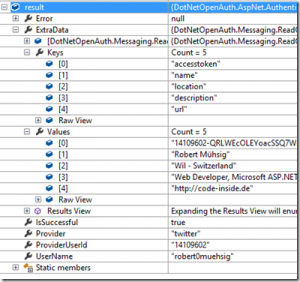 result {DotNetOpenAuth.AspNet.Authenti
Error null
ExtraData {DotNetOpenAuth.Messaging.ReadO
[DotNetOpenAuth.Messaging.Read {DotNetOpenAuth.Messaging.ReadO
Keys Count = 5
[0] "accesstoken"
[1] "name"
[2] "location"
[3] "description"
[4] "url"
Raw View
Values Count = 5
[0] "14109602-QRLWEcOLEYoacSSQ7W
[1] "Robert Mühsig"
[2] "Wil - Switzerland"
[3] "Web Developer, Microsoft ASP.NET
[4] "http://code-inside.de"
Raw View
Results View Expanding the Results View will enu
IsSuccessful true
Provider "twitter"
ProviderUserId "14109602"
UserName "robert0muehsig"
Static members